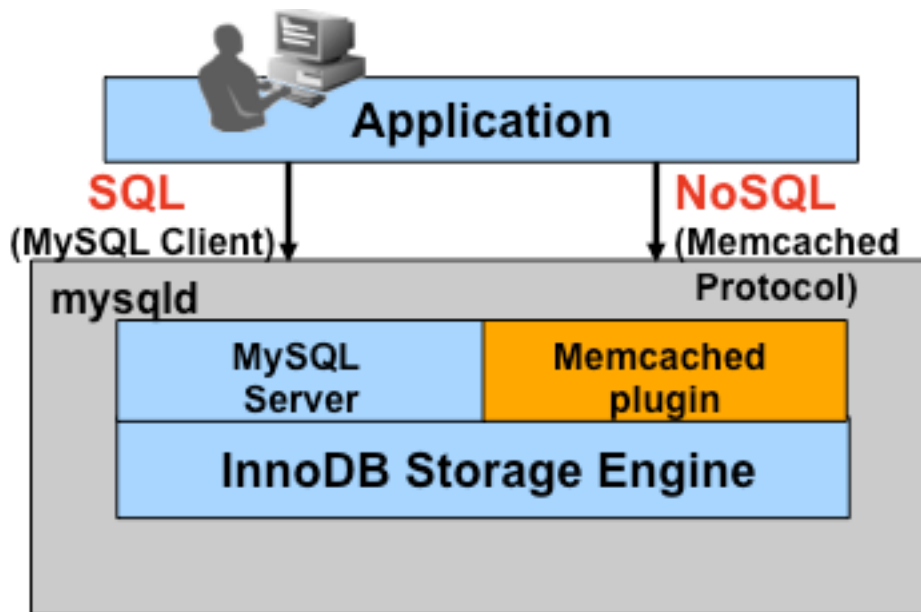 Application
SQL
(MySQL Client)
NoSQL
(Memcached
Protocol)
mysqld
MySQL
Server
Memcached
plugin
InnoDB Storage Engine